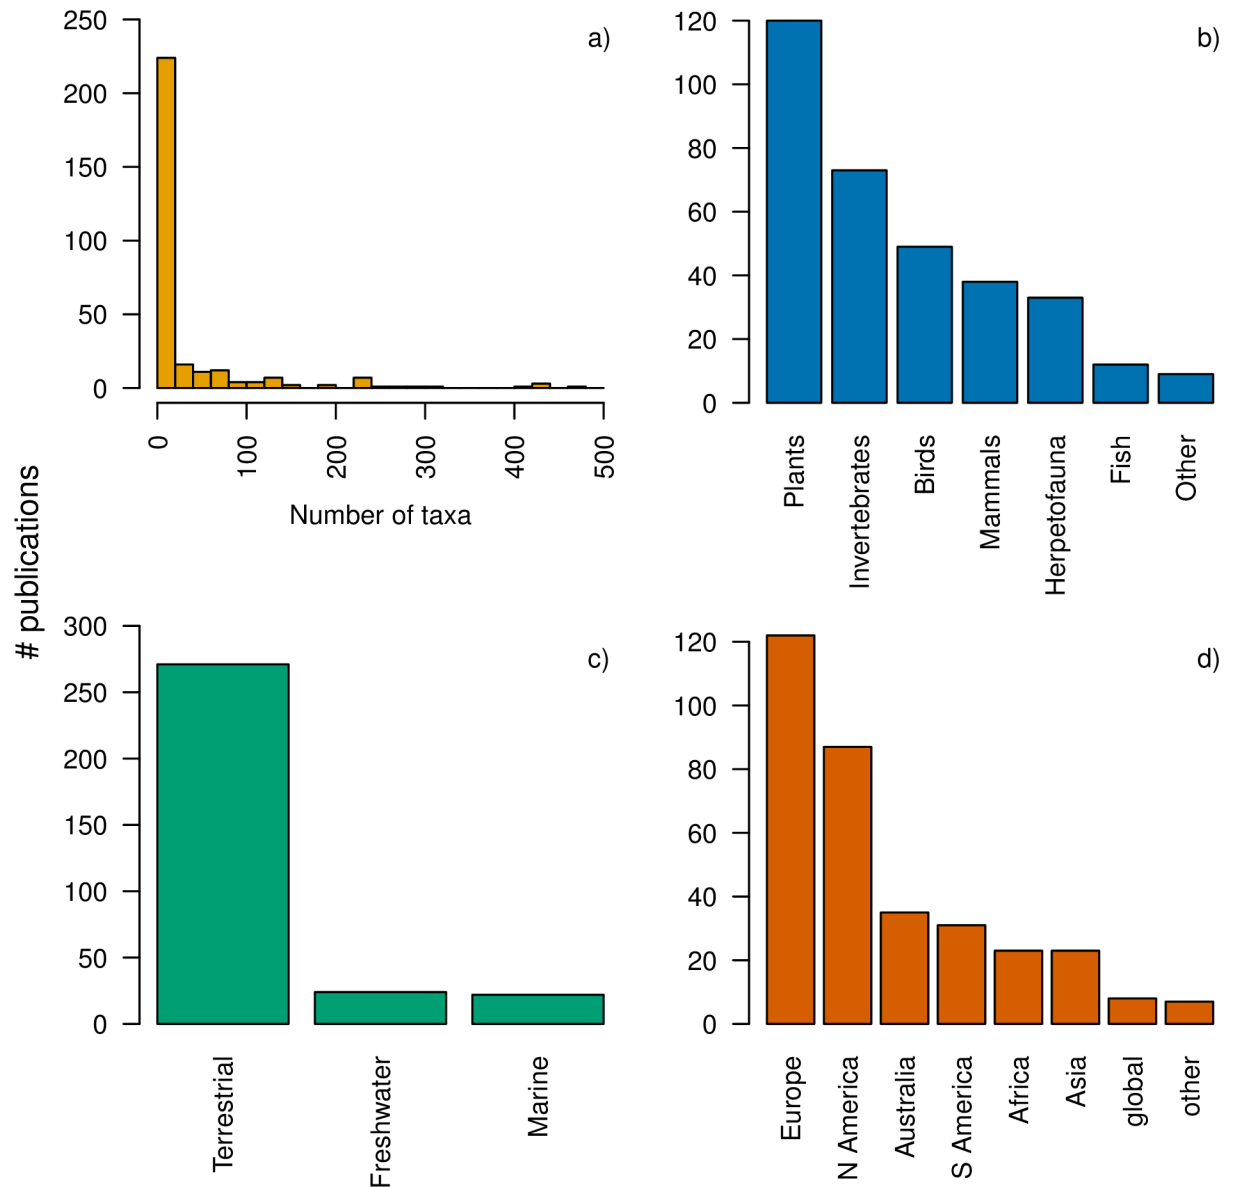 # publications
a)
250
200
150
100
50
0
0 100 200 300 400 500
Number of taxa
b)
120
100
80
60
40
20
0
Plants
Invertebrates
Birds
Mammals
Herpetofauna
Fish
Other
c)
300
250
200
150
100
50
0
Terrestrial
Freshwater
Marine
d)
120
100
80
60
40
20
0
Europe
N America
Australia
S America
Africa
Asia
global
other